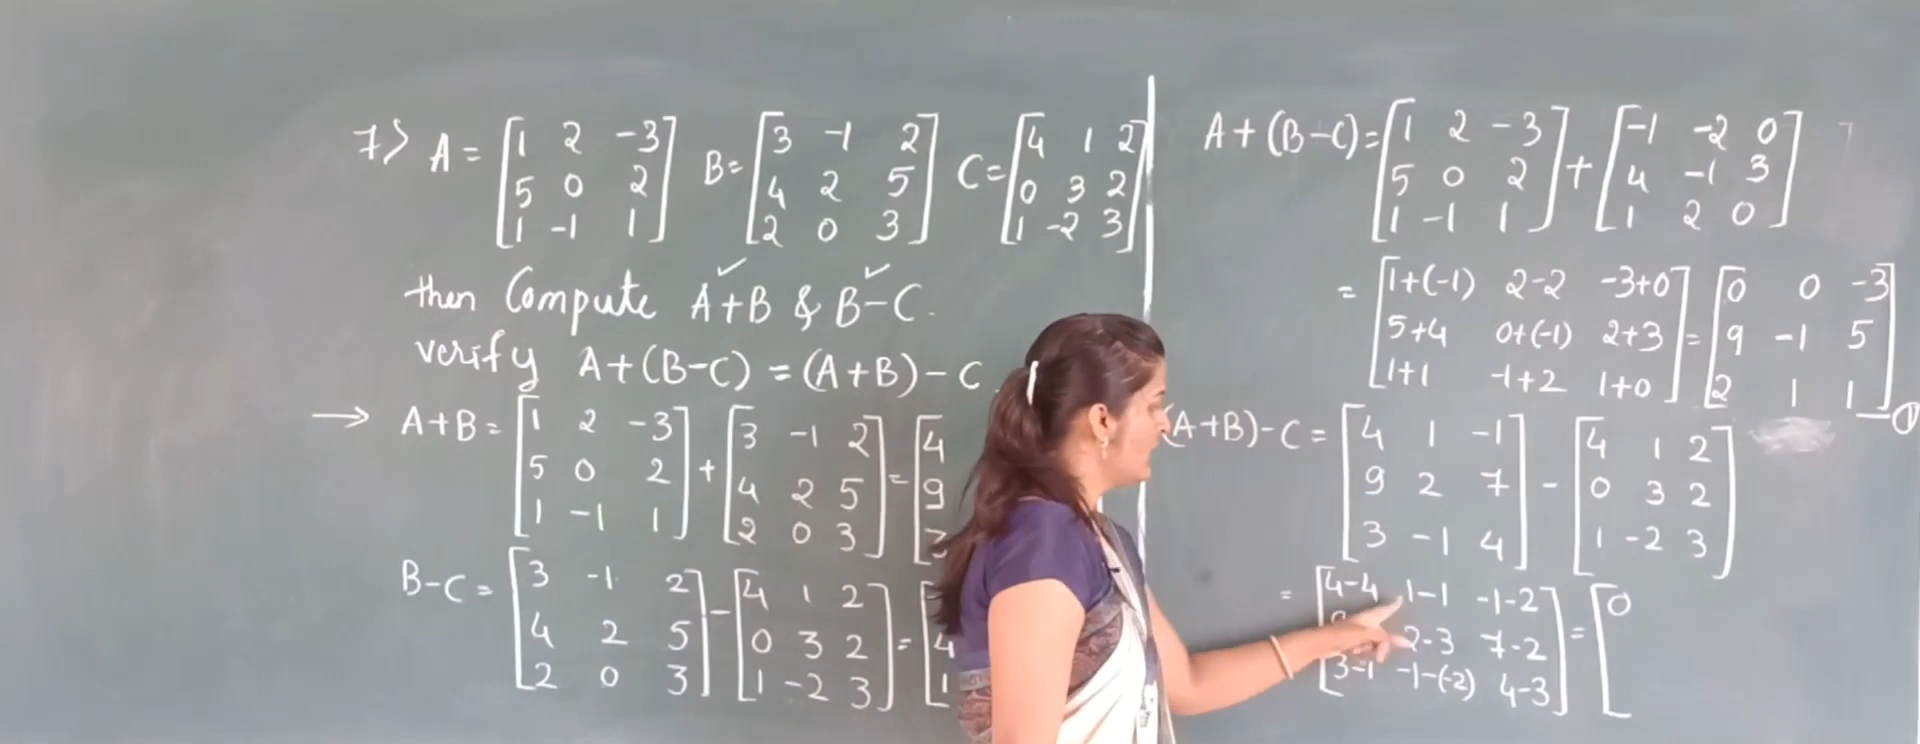 7) A = [1 2 -3 B = [3 -1 2 C = [4 1 2
5 0 2 4 2 5 0 3 2
1 -1 1] 2 0 3] 1 -2 3]
then Compute A+B & B-C.
verify A+(B-C) = (A+B)-C.
→ A+B = [1 2 -3 + [3 -1 2 = [4
5 0 2 4 2 5 9
1 -1 1] 2 0 3]
B-C = [3 -1 2 - [4 1 2 = [
4 2 5 0 3 2 4
2 0 3] 1 -2 3] 1
A+(B-C) = [1 2 -3 + [-1 -2 0
5 0 2 4 -1 3
1 -1 1] 1 2 0]
= [1+(-1) 2-2 -3+0 = [0 0 -3
5+4 0+(-1) 2+3 9 -1 5
1+1 -1+2 1+0] 2 1 1] —①
(A+B)-C = [4 1 -1 - [4 1 2
9 2 7 0 3 2
3 -1 4] 1 -2 3]
= [4-4 1-1 -1-2 = [0
2-3 7-2
3-1 -1-(-2) 4-3]